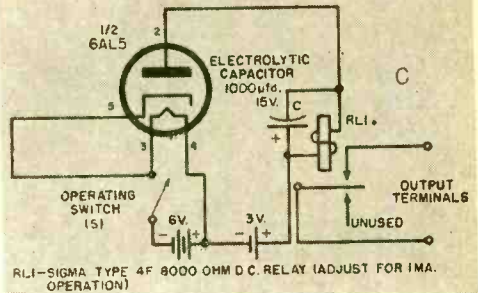 1/2
6AL5
2
5
3
4
ELECTROLYTIC
CAPACITOR
1000µfd.
15V.
C
+
RL1.
C
OPERATING
SWITCH
(S)
- 6V. +
- 3V. +
OUTPUT
TERMINALS
UNUSED
RL1-SIGMA TYPE 4F 8000 OHM D.C. RELAY (ADJUST FOR 1MA.
OPERATION)